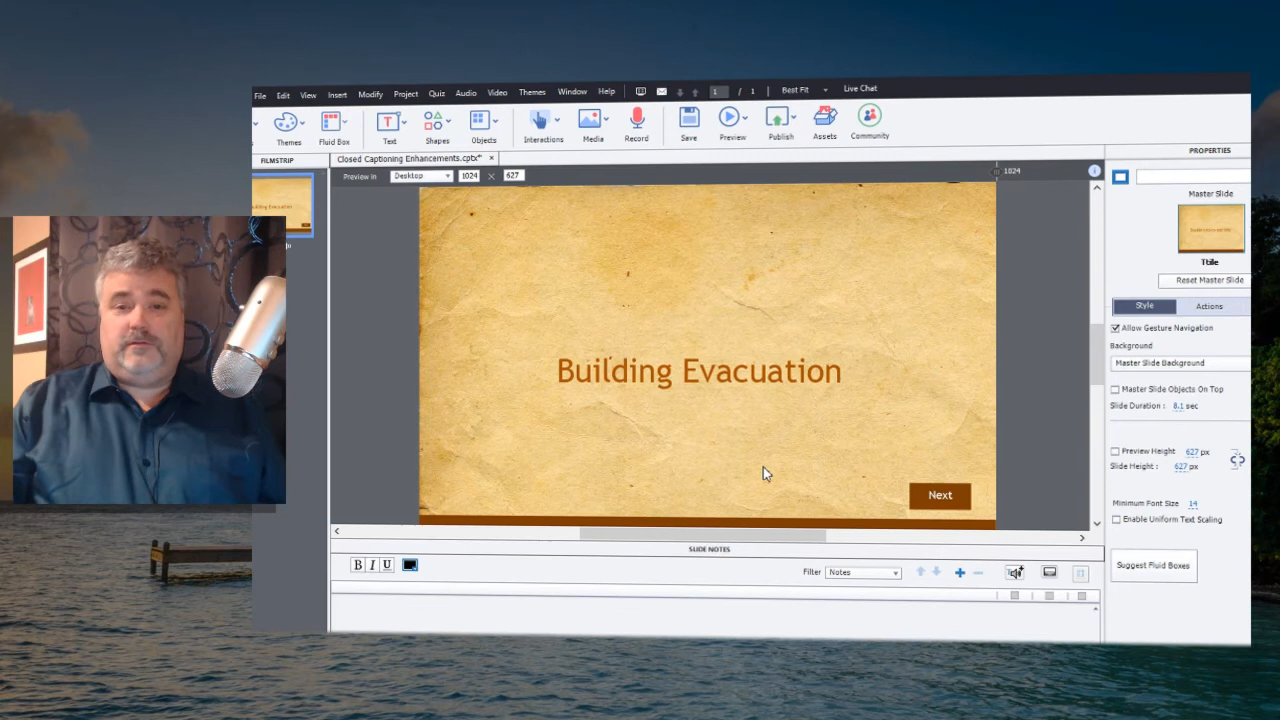 File Edit View Insert Modify Project Quiz Audio Video Themes Window Help 1 / 1 Best Fit Live Chat
Themes Fluid Box Text Shapes Objects Interactions Media Record Save Preview Publish Assets Community
FILMSTRIP
Closed Captioning Enhancements.cptx*
PROPERTIES
Preview in Desktop 1024 627
1024
Master Slide
Building Evacuation
Next
Title
Reset Master Slide
Style Actions
Allow Gesture Navigation
Background
Master Slide Background
Master Slide Objects On Top
Slide Duration : 8.1 sec
Preview Height 627 px
Slide Height : 627 px
Minimum Font Size 14
Enable Uniform Text Scaling
Suggest Fluid Boxes
SLIDE NOTES
B I U
Filter Notes